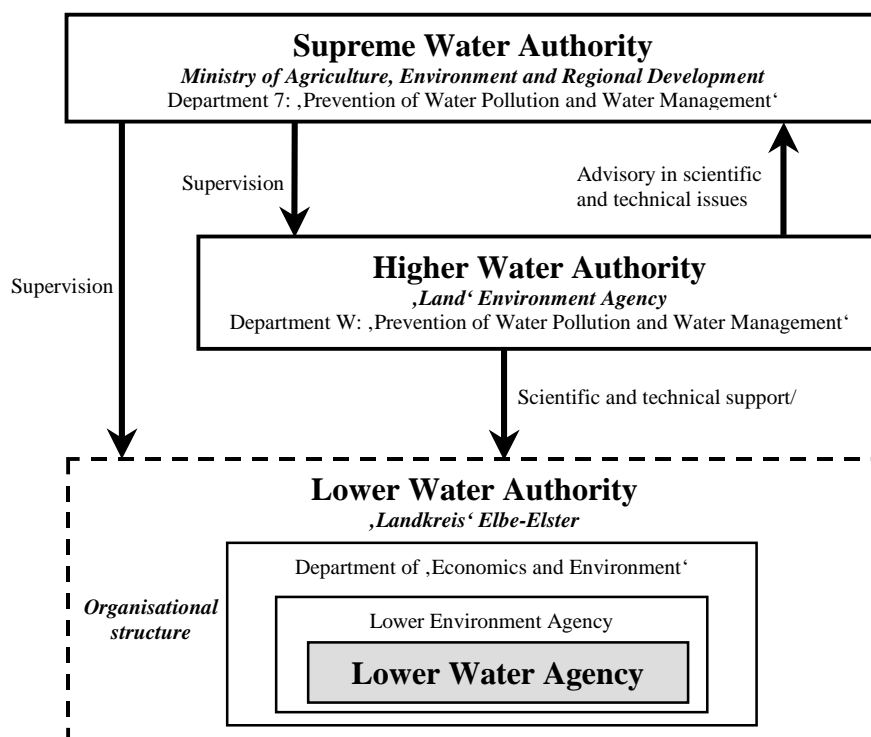 Supreme Water Authority
Ministry of Agriculture, Environment and Regional Development
Department 7: ‚Prevention of Water Pollution and Water Management‘
Supervision
Advisory in scientific
and technical issues
Higher Water Authority
‚Land‘ Environment Agency
Department W: ‚Prevention of Water Pollution and Water Management‘
Supervision
Scientific and technical support/
Lower Water Authority
‚Landkreis‘ Elbe-Elster
Department of ‚Economics and Environment‘
Organisational
structure
Lower Environment Agency
Lower Water Agency